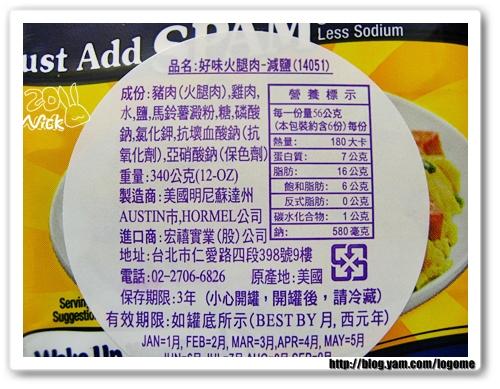 ust Add SPAM
Less Sodium
2011
Nick
品名:好味火腿肉-減鹽(14051)
成份:豬肉(火腿肉),雞肉,
水,鹽,馬鈴薯澱粉,糖,磷酸
鈉,氯化鉀,抗壞血酸鈉(抗
氧化劑),亞硝酸鈉(保色劑)
重量:340公克(12-OZ)
製造商:美國明尼蘇達州
AUSTIN市,HORMEL公司
進口商:宏禧實業(股)公司
地址:台北市仁愛路四段398號9樓
電話:02-2706-6826 原產地:美國
保存期限:3年 (小心開罐,開罐後,請冷藏)
有效期限:如罐底所示(BEST BY 月, 西元年)
JAN=1月, FEB=2月, MAR=3月,APR=4月, MAY=5月
營養標示
每一份量56公克
(本包裝約含6份)每份
熱量: 180大卡
蛋白質: 7公克
脂肪: 16公克
飽和脂肪: 6公克
反式脂肪: 0公克
碳水化合物: 1公克
鈉: 580毫克
Serving
Suggestion
Wake Up
http://blog.yam.com/logome